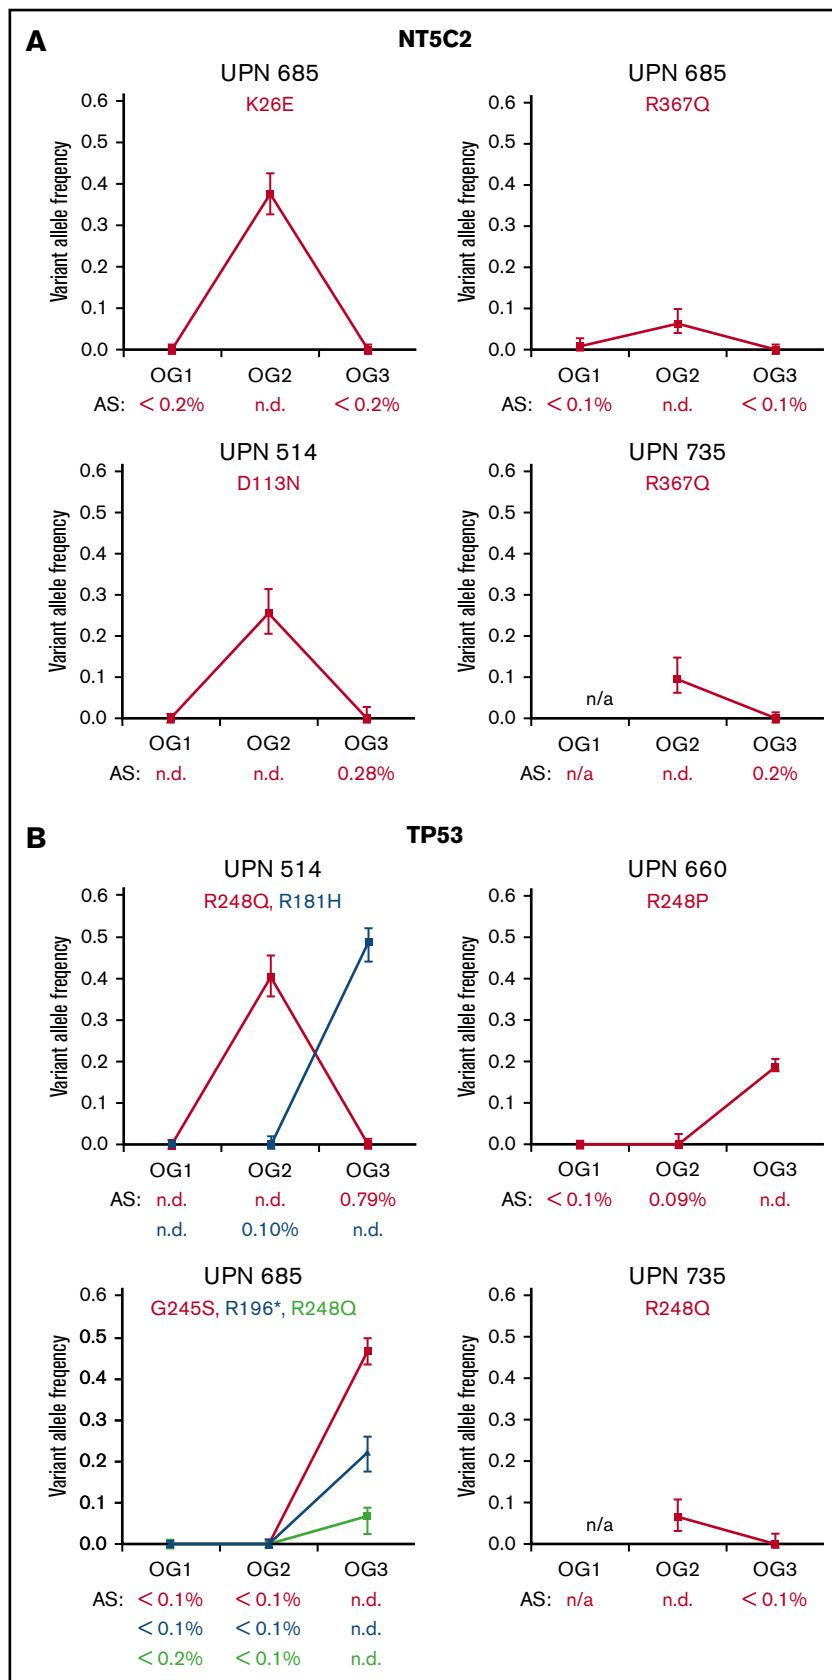 A NT5C2
UPN 685
K26E
Variant allele freqency
0.6
0.5
0.4
0.3
0.2
0.1
0.0
OG1 OG2 OG3
AS: < 0.2% n.d. < 0.2%
UPN 685
R367Q
Variant allele freqency
0.6
0.5
0.4
0.3
0.2
0.1
0.0
OG1 OG2 OG3
AS: < 0.1% n.d. < 0.1%
UPN 514
D113N
Variant allele freqency
0.6
0.5
0.4
0.3
0.2
0.1
0.0
OG1 OG2 OG3
AS: n.d. n.d. 0.28%
UPN 735
R367Q
Variant allele freqency
0.6
0.5
0.4
0.3
0.2
0.1
0.0
n/a
OG1 OG2 OG3
AS: n/a n.d. 0.2%
B TP53
UPN 514
R248Q, R181H
Variant allele freqency
0.6
0.5
0.4
0.3
0.2
0.1
0.0
OG1 OG2 OG3
AS: n.d. n.d. 0.79%
n.d. 0.10% n.d.
UPN 660
R248P
Variant allele freqency
0.6
0.5
0.4
0.3
0.2
0.1
0.0
OG1 OG2 OG3
AS: < 0.1% 0.09% n.d.
UPN 685
G245S, R196*, R248Q
Variant allele freqency
0.6
0.5
0.4
0.3
0.2
0.1
0.0
OG1 OG2 OG3
AS: < 0.1% < 0.1% n.d.
< 0.1% < 0.1% n.d.
< 0.2% < 0.1% n.d.
UPN 735
R248Q
Variant allele freqency
0.6
0.5
0.4
0.3
0.2
0.1
0.0
n/a
OG1 OG2 OG3
AS: n/a n.d. < 0.1%